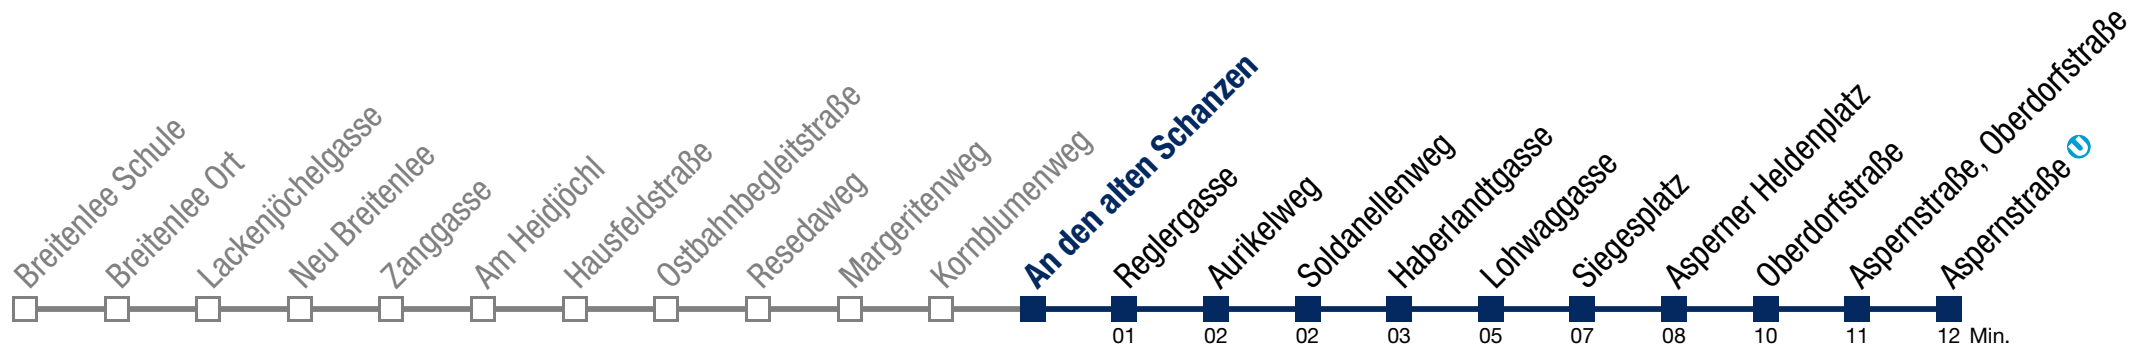 Breitenlee Schule
Breitenlee Ort
Lackenjöchelgasse
Neu Breitenlee
Zanggasse
Am Heidjöchl
Hausfeldstraße
Ostbahnbegleitstraße
Resedaweg
Margeritenweg
Kornblumenweg
An den alten Schanzen
Reglergasse
Aurikelweg
Soldanellenweg
Haberlandtgasse
Lohwaggasse
Siegesplatz
Asperner Heldenplatz
Oberdorfstraße
Aspernstraße, Oberdorfstraße
Aspernstraße U
01 02 02 03 05 07 08 10 11 12 Min.